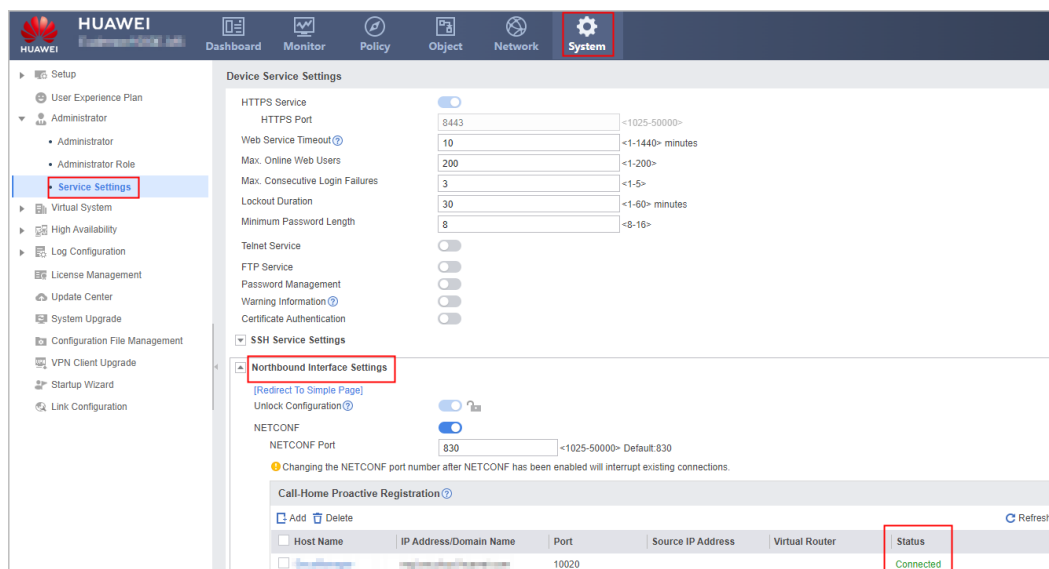 HUAWEI
HUAWEI
Dashboard Monitor Policy Object Network System
Setup
User Experience Plan
Administrator
• Administrator
• Administrator Role
• Service Settings
Virtual System
High Availability
Log Configuration
License Management
Update Center
System Upgrade
Configuration File Management
VPN Client Upgrade
Startup Wizard
Link Configuration
Device Service Settings
HTTPS Service
HTTPS Port 8443 <1025-50000>
Web Service Timeout 10 <1-1440> minutes
Max. Online Web Users 200 <1-200>
Max. Consecutive Login Failures 3 <1-5>
Lockout Duration 30 <1-60> minutes
Minimum Password Length 8 <8-16>
Telnet Service
FTP Service
Password Management
Warning Information
Certificate Authentication
SSH Service Settings
Northbound Interface Settings
[Redirect To Simple Page]
Unlock Configuration
NETCONF
NETCONF Port 830 <1025-50000> Default:830
Changing the NETCONF port number after NETCONF has been enabled will interrupt existing connections.
Call-Home Proactive Registration
Add Delete Refresh
Host Name IP Address/Domain Name Port Source IP Address Virtual Router Status
10020 Connected